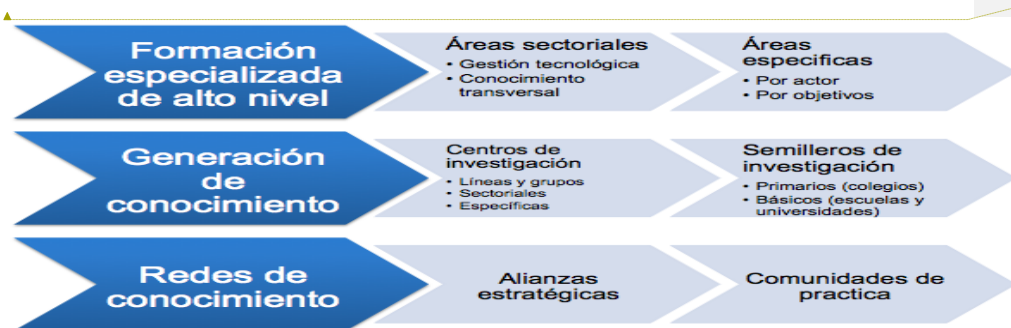 Formación
especializada
de alto nivel
Áreas sectoriales
• Gestión tecnológica
• Conocimiento
transversal
Áreas
especificas
• Por actor
• Por objetivos
Generación
de
conocimiento
Centros de
investigación
• Líneas y grupos
• Sectoriales
• Específicas
Semilleros de
investigación
• Primarios (colegios)
• Básicos (escuelas y
universidades)
Redes de
conocimiento
Alianzas
estratégicas
Comunidades de
practica